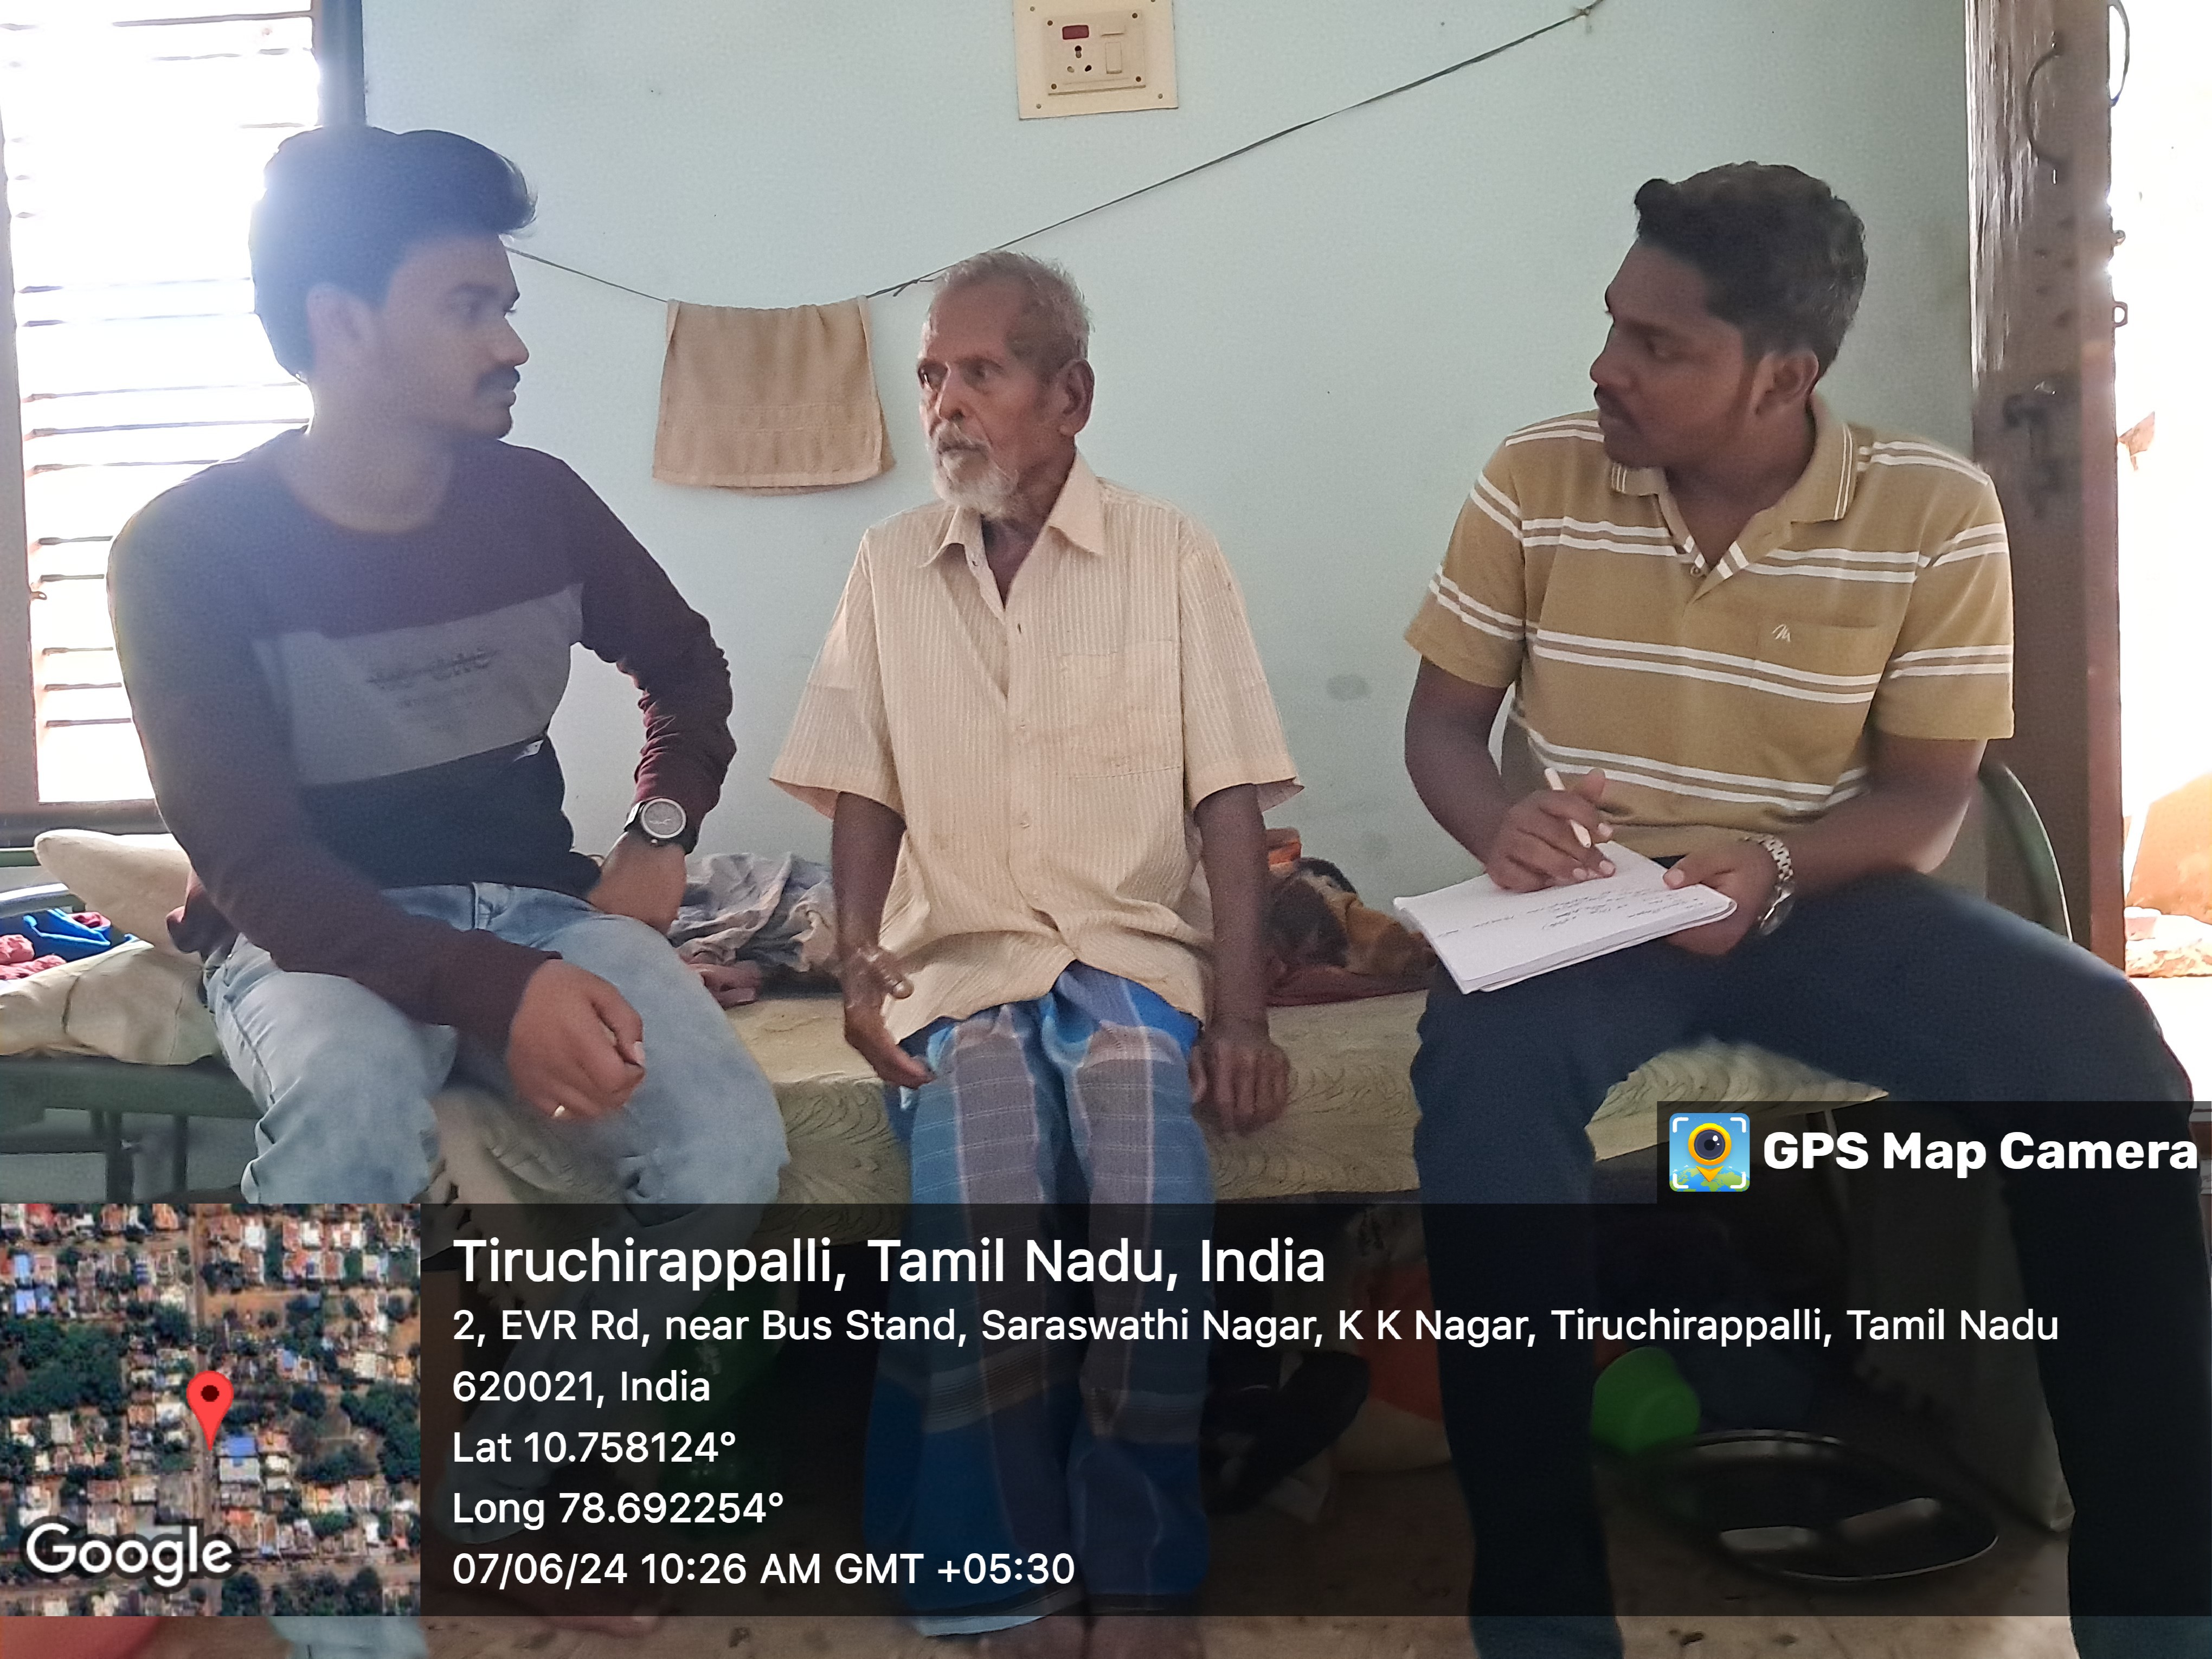 GPS Map Camera
Tiruchirappalli, Tamil Nadu, India
2, EVR Rd, near Bus Stand, Saraswathi Nagar, K K Nagar, Tiruchirappalli, Tamil Nadu
620021, India
Lat 10.758124°
Long 78.692254°
07/06/24 10:26 AM GMT +05:30
Google